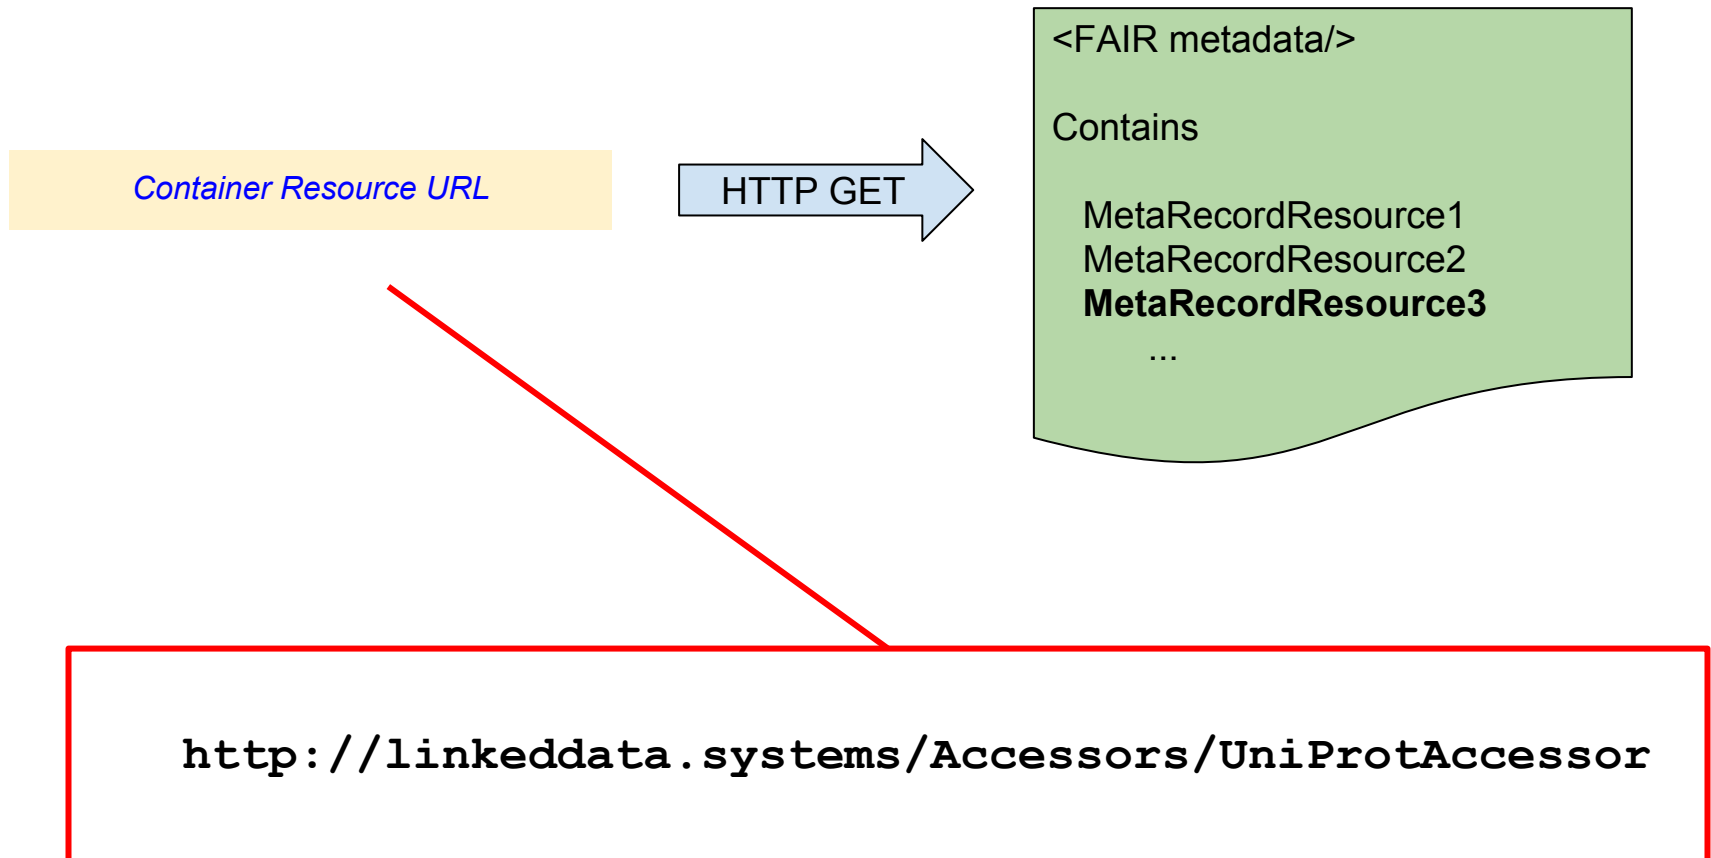 <FAIR metadata/>
Contains
Container Resource URL
HTTP GET
MetaRecordResource1
MetaRecordResource2
MetaRecordResource3
...
http://linkeddata.systems/Accessors/UniProtAccessor